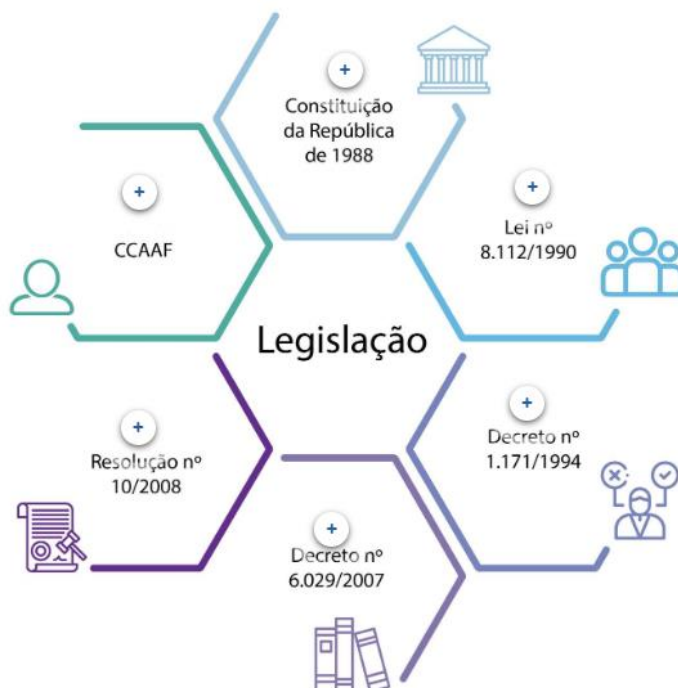 +
Constituição
da República
de 1988
+
Lei nº
8.112/1990
+
CCAAF
Legislação
+
Decreto nº
1.171/1994
+
Resolução nº
10/2008
+
Decreto nº
6.029/2007